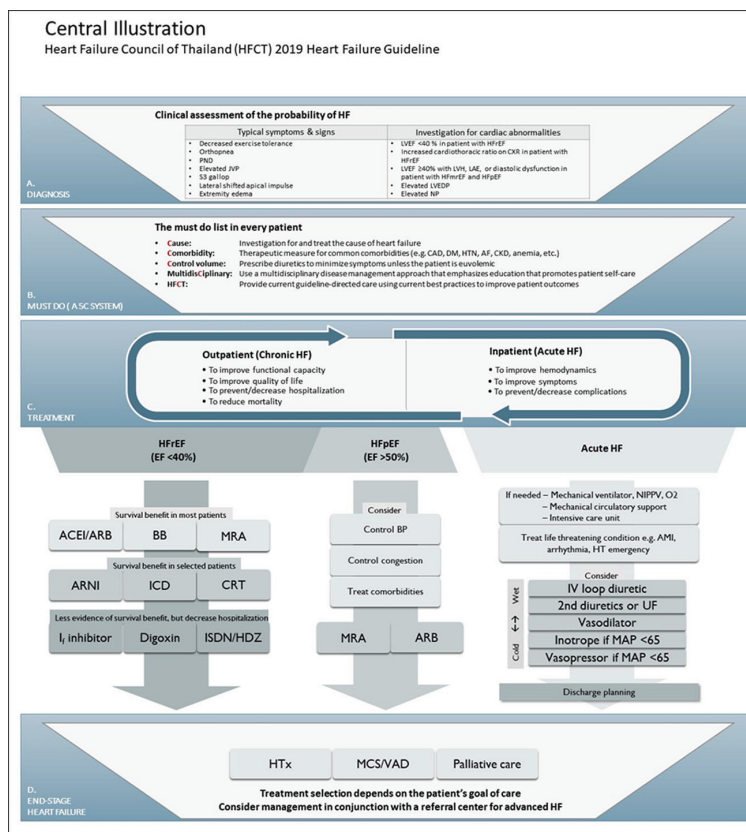 Central Illustration
Heart Failure Council of Thailand (HFCT) 2019 Heart Failure Guideline
Clinical assessment of the probability of HF
Typical symptoms & signs
• Decreased exercise tolerance
• Orthopnea
• PND
• Elevated JVP
• S3 gallop
• Lateral shifted apical impulse
• Extremity edema
Investigation for cardiac abnormalities
• LVEF <40 % in patient with HFrEF
• Increased cardiothoracic ratio on CXR in patient with
HFrEF
• LVEF ≥40% with LVH, LAE, or diastolic dysfunction in
patient with HFmrEF and HFpEF
• Elevated LVEDP
• Elevated NP
A.
DIAGNOSIS
The must do list in every patient
• Cause: Investigation for and treat the cause of heart failure
• Comorbidity: Therapeutic measure for common comorbidities (e.g. CAD, DM, HTN, AF, CKD, anemia, etc.)
• Control volume: Prescribe diuretics to minimize symptoms unless the patient is euvolemic
• MultidisCiplinary: Use a multidisciplinary disease management approach that emphasizes education that promotes patient self-care
• HFCT: Provide current guideline-directed care using current best practices to improve patient outcomes
B.
MUST DO ( A 5C SYSTEM)
Outpatient (Chronic HF)
• To improve functional capacity
• To improve quality of life
• To prevent/decrease hospitalization
• To reduce mortality
Inpatient (Acute HF)
• To improve hemodynamics
• To improve symptoms
• To prevent/decrease complications
C.
TREATMENT
HFrEF
(EF <40%)
Survival benefit in most patients
ACEI/ARB BB MRA
Survival benefit in selected patients
ARNI ICD CRT
Less evidence of survival benefit, but decrease hospitalization
If inhibitor Digoxin ISDN/HDZ
HFpEF
(EF >50%)
Consider
Control BP
Control congestion
Treat comorbidities
MRA ARB
Acute HF
If needed – Mechanical ventilator, NIPPV, O2
– Mechanical circulatory support
– Intensive care unit
Treat life threatening condition e.g. AMI,
arrhythmia, HT emergency
Consider
Wet ↔ Cold
IV loop diuretic
2nd diuretics or UF
Vasodilator
Inotrope if MAP <65
Vasopressor if MAP <65
Discharge planning
HTx MCS/VAD Palliative care
Treatment selection depends on the patient's goal of care
Consider management in conjunction with a referral center for advanced HF
D.
END-STAGE
HEART FAILURE